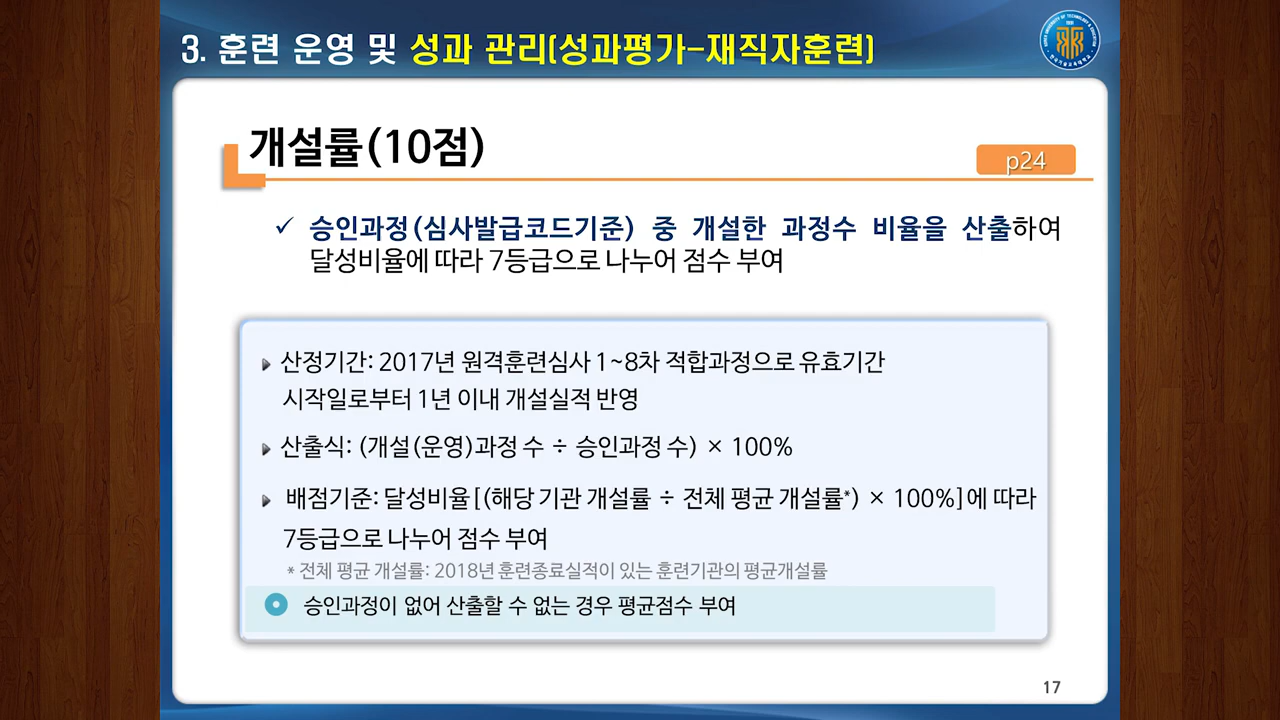 3. 훈련 운영 및 성과 관리(성과평가-재직자훈련)
개설률(10점)
p24
✓ 승인과정(심사발급코드기준) 중 개설한 과정수 비율을 산출하여
달성비율에 따라 7등급으로 나누어 점수 부여
산정기간: 2017년 원격훈련심사 1~8차 적합과정으로 유효기간
시작일로부터 1년 이내 개설실적 반영
산출식: (개설(운영)과정 수 ÷ 승인과정 수) × 100%
배점기준: 달성비율[(해당 기관 개설률 ÷ 전체 평균 개설률*) × 100%]에 따라
7등급으로 나누어 점수 부여
* 전체 평균 개설률: 2018년 훈련종료실적이 있는 훈련기관의 평균개설률
승인과정이 없어 산출할 수 없는 경우 평균점수 부여
17